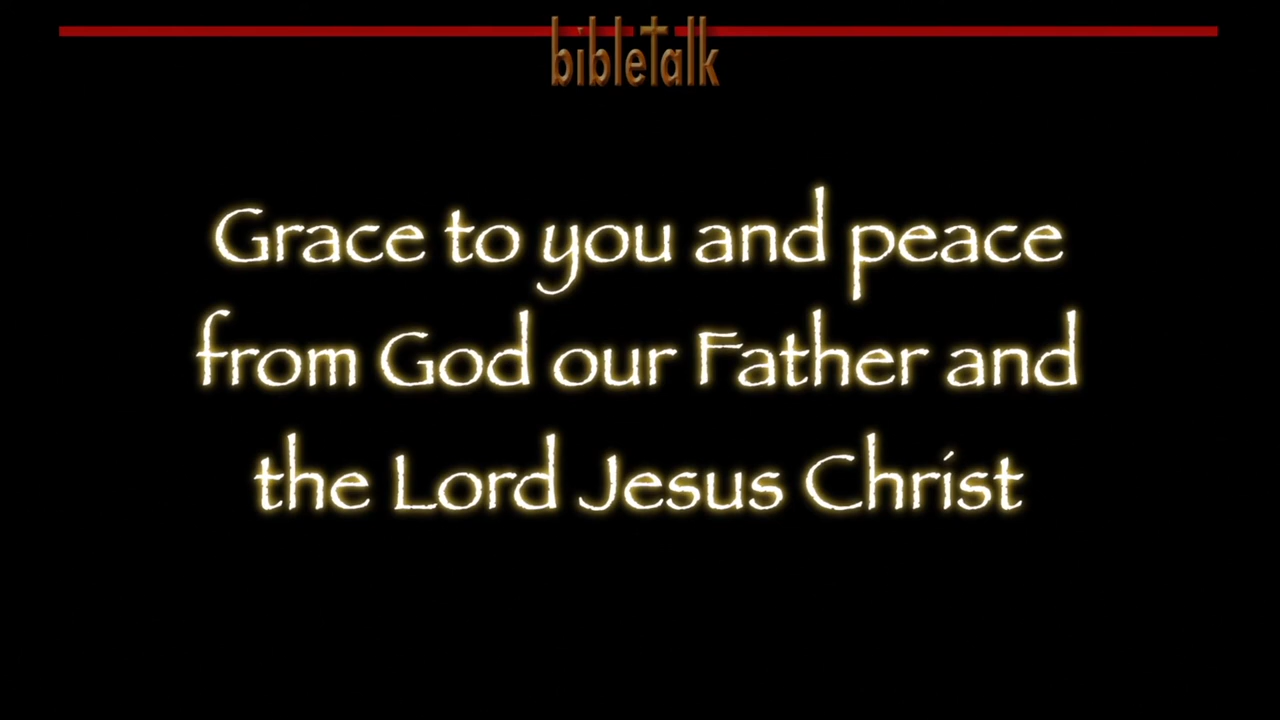 bibleTalk
Grace to you and peace
from God our Father and
the Lord Jesus Christ